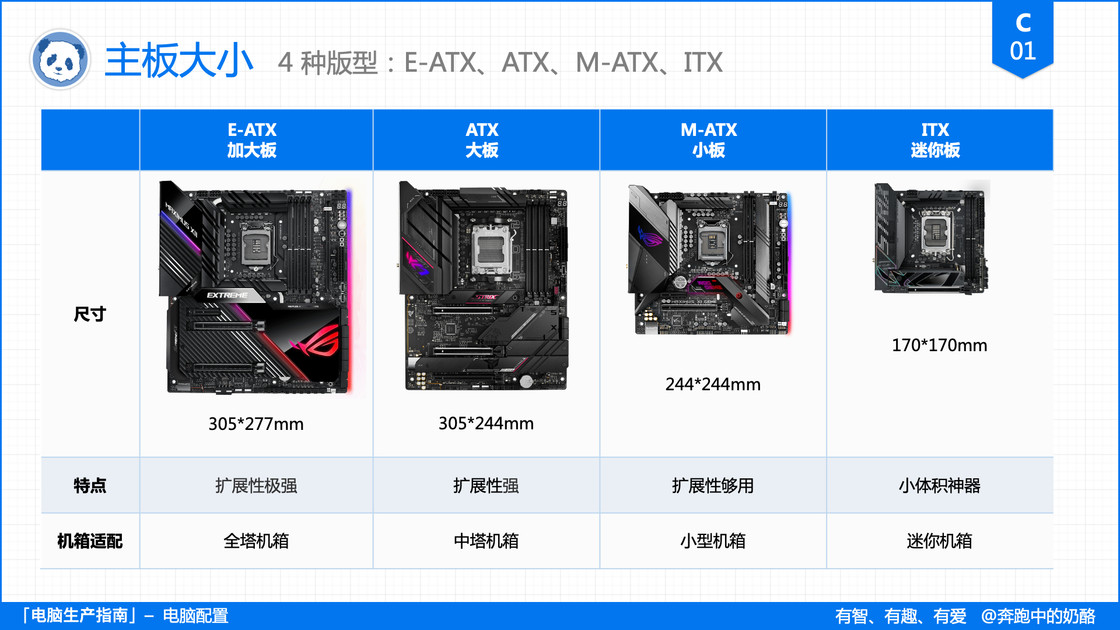 主板大小
4 种版型：E-ATX、ATX、M-ATX、ITX
C
01
E-ATX
加大板
ATX
大板
M-ATX
小板
ITX
迷你板
尺寸
EXTREME
305*277mm
305*244mm
244*244mm
170*170mm
特点
扩展性极强
扩展性强
扩展性够用
小体积神器
机箱适配
全塔机箱
中塔机箱
小型机箱
迷你机箱
「电脑生产指南」– 电脑配置
有智、有趣、有爱 @奔跑中的奶酪